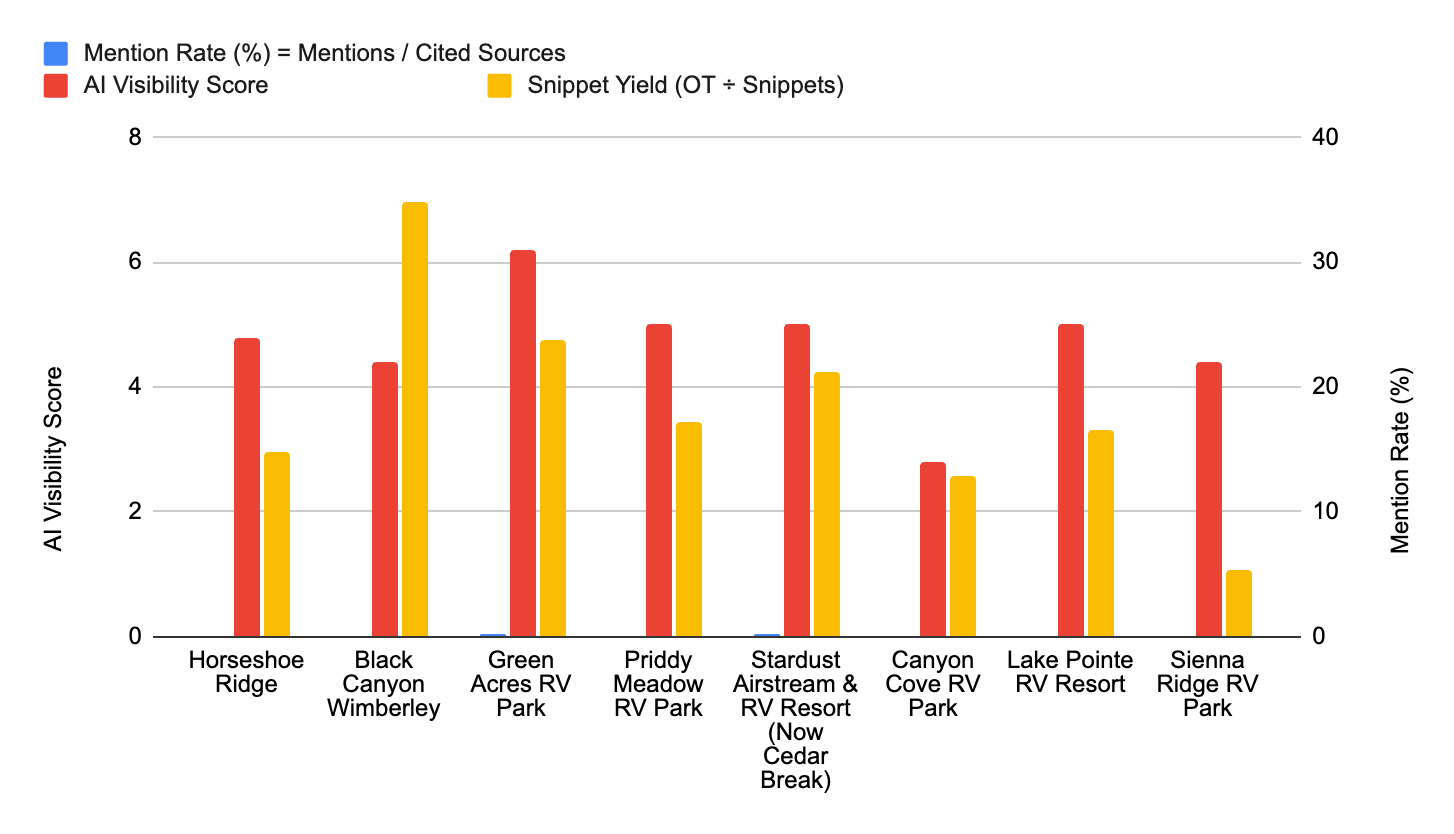 Mention Rate (%) = Mentions / Cited Sources
AI Visibility Score
Snippet Yield (OT ÷ Snippets)
8
6
4
2
0
AI Visibility Score
40
30
20
10
0
Mention Rate (%)
Horseshoe
Ridge
Black
Canyon
Wimberley
Green
Acres RV
Park
Priddy
Meadow
RV Park
Stardust
Airstream &
RV Resort
(Now
Cedar
Break)
Canyon
Cove RV
Park
Lake Pointe
RV Resort
Sienna
Ridge RV
Park